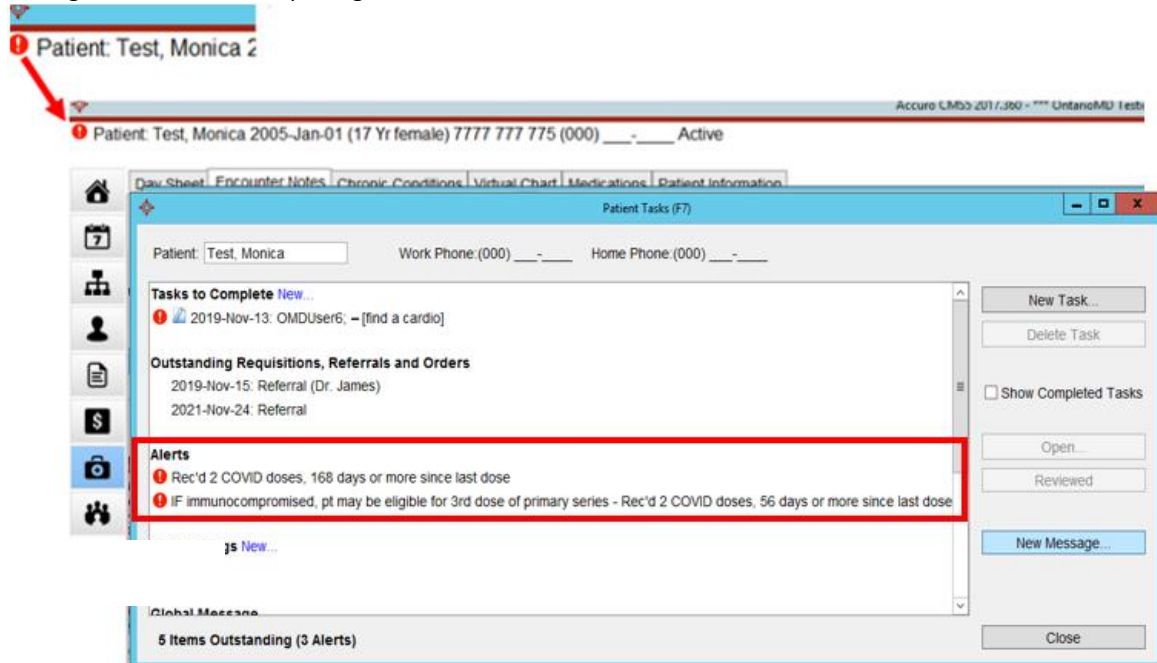 Patient: Test, Monica 2
Accuro CMS5 2017.360 - *** OntarioMD Test
Patient: Test, Monica 2005-Jan-01 (17 Yr female) 7777 777 775 (000) ___-____ Active
Day Sheet Encounter Notes Chronic Conditions Virtual Chart Medications Patient Information
Patient Tasks (F7)
7
Patient: Test, Monica Work Phone:(000) ___-____ Home Phone:(000) ___-____
Tasks to Complete New...
New Task...
2019-Nov-13: OMDUser6; – [find a cardio]
Delete Task
Outstanding Requisitions, Referrals and Orders
2019-Nov-15: Referral (Dr. James)
Show Completed Tasks
2021-Nov-24: Referral
$
Open...
Alerts
Rec'd 2 COVID doses, 168 days or more since last dose
Reviewed
IF immunocompromised, pt may be eligible for 3rd dose of primary series - Rec'd 2 COVID doses, 56 days or more since last dose
gs New...
New Message...
Global Message
5 Items Outstanding (3 Alerts)
Close